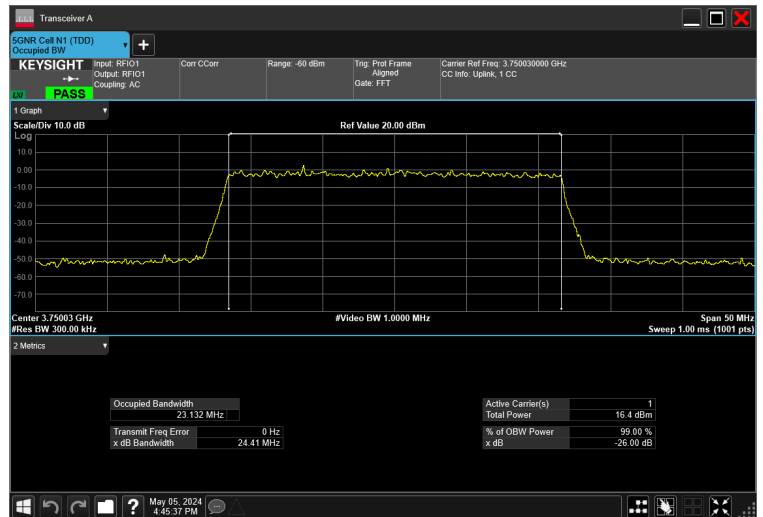 Transceiver A
5GNR Cell N1 (TDD)
Occupied BW
KEYSIGHT
LXI
PASS
Input: RFIO1
Output: RFIO1
Coupling: AC
Corr CCorr
Range: -60 dBm
Trig: Prot Frame
Aligned
Gate: FFT
Carrier Ref Freq: 3.750030000 GHz
CC Info: Uplink, 1 CC
1 Graph
Scale/Div 10.0 dB
Ref Value 20.00 dBm
Log
10.0
0.00
-10.0
-20.0
-30.0
-40.0
-50.0
-60.0
-70.0
Center 3.75003 GHz
#Video BW 1.0000 MHz
Span 50 MHz
#Res BW 300.00 kHz
Sweep 1.00 ms (1001 pts)
2 Metrics
Occupied Bandwidth
23.132 MHz
Transmit Freq Error 0 Hz
x dB Bandwidth 24.41 MHz
Active Carrier(s) 1
Total Power 16.4 dBm
% of OBW Power 99.00 %
x dB -26.00 dB
?
May 05, 2024
4:45:37 PM